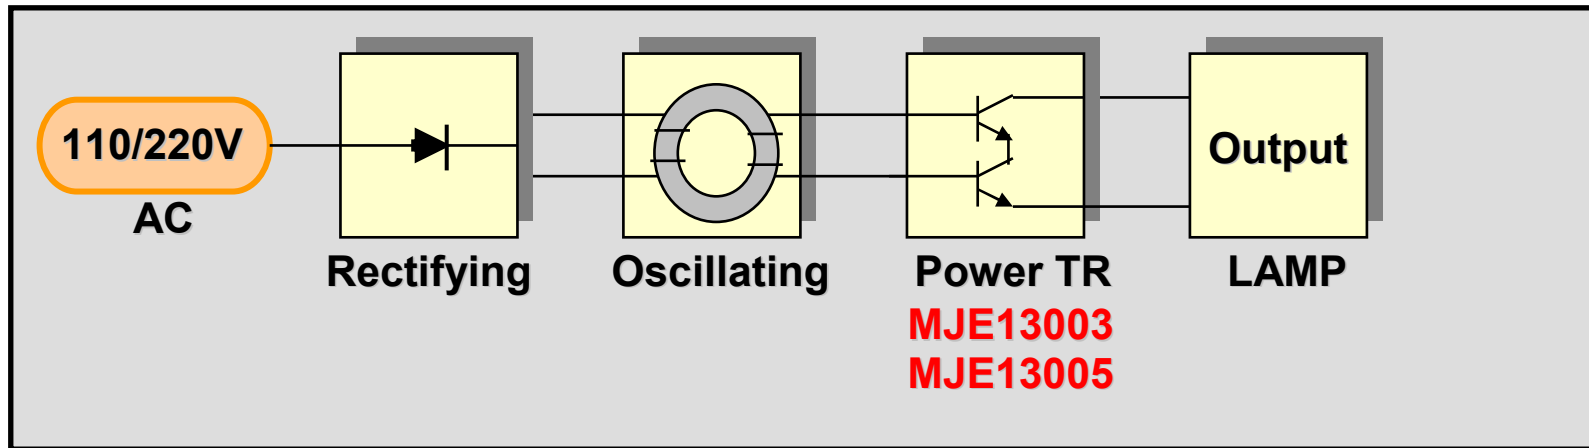 110/220V
AC
Rectifying
Oscillating
Power TR
MJE13003
MJE13005
Output
LAMP